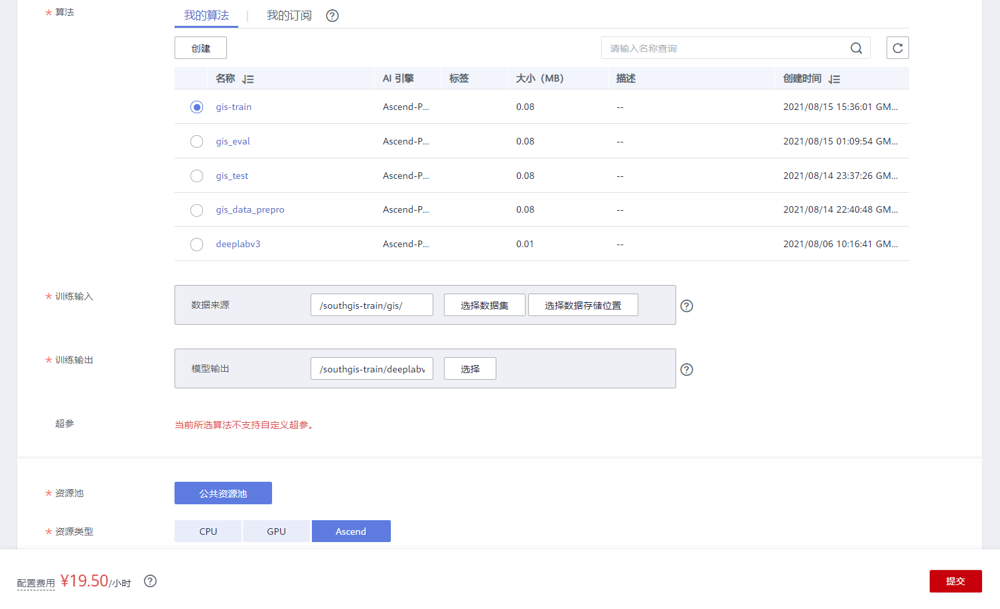 * 算法
我的算法 | 我的订阅 ?
创建 请输入名称查询
名称 AI 引擎 标签 大小（MB） 描述 创建时间
gis-train Ascend-P... 0.08 -- 2021/08/15 15:36:01 GM...
gis_eval Ascend-P... 0.08 -- 2021/08/15 01:09:54 GM...
gis_test Ascend-P... 0.08 -- 2021/08/14 23:37:26 GM...
gis_data_prepro Ascend-P... 0.08 -- 2021/08/14 22:40:48 GM...
deeplabv3 Ascend-P... 0.01 -- 2021/08/06 10:16:41 GM...
* 训练输入 数据来源 /southgis-train/gis/ 选择数据集 选择数据存储位置 ?
* 训练输出 模型输出 /southgis-train/deeplabv 选择 ?
超参 当前所选算法不支持自定义超参。
* 资源池 公共资源池
* 资源类型 CPU GPU Ascend
配置费用 ¥19.50/小时 ? 提交